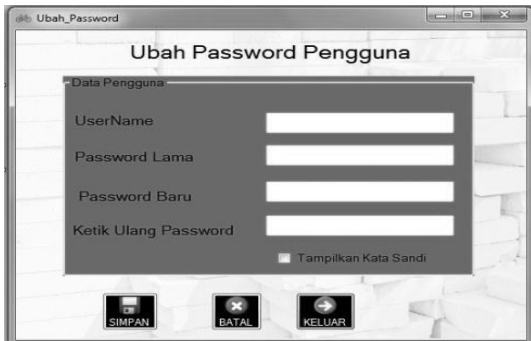 Ubah_Password
Ubah Password Pengguna
Data Pengguna
UserName
Password Lama
Password Baru
Ketik Ulang Password
Tampilkan Kata Sandi
SIMPAN BATAL KELUAR